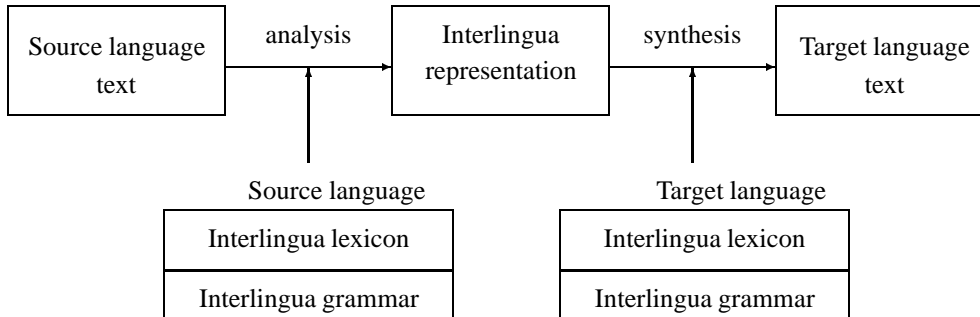 Source language
text
analysis
Interlingua
representation
synthesis
Target language
text
Source language
Interlingua lexicon
Interlingua grammar
Target language
Interlingua lexicon
Interlingua grammar